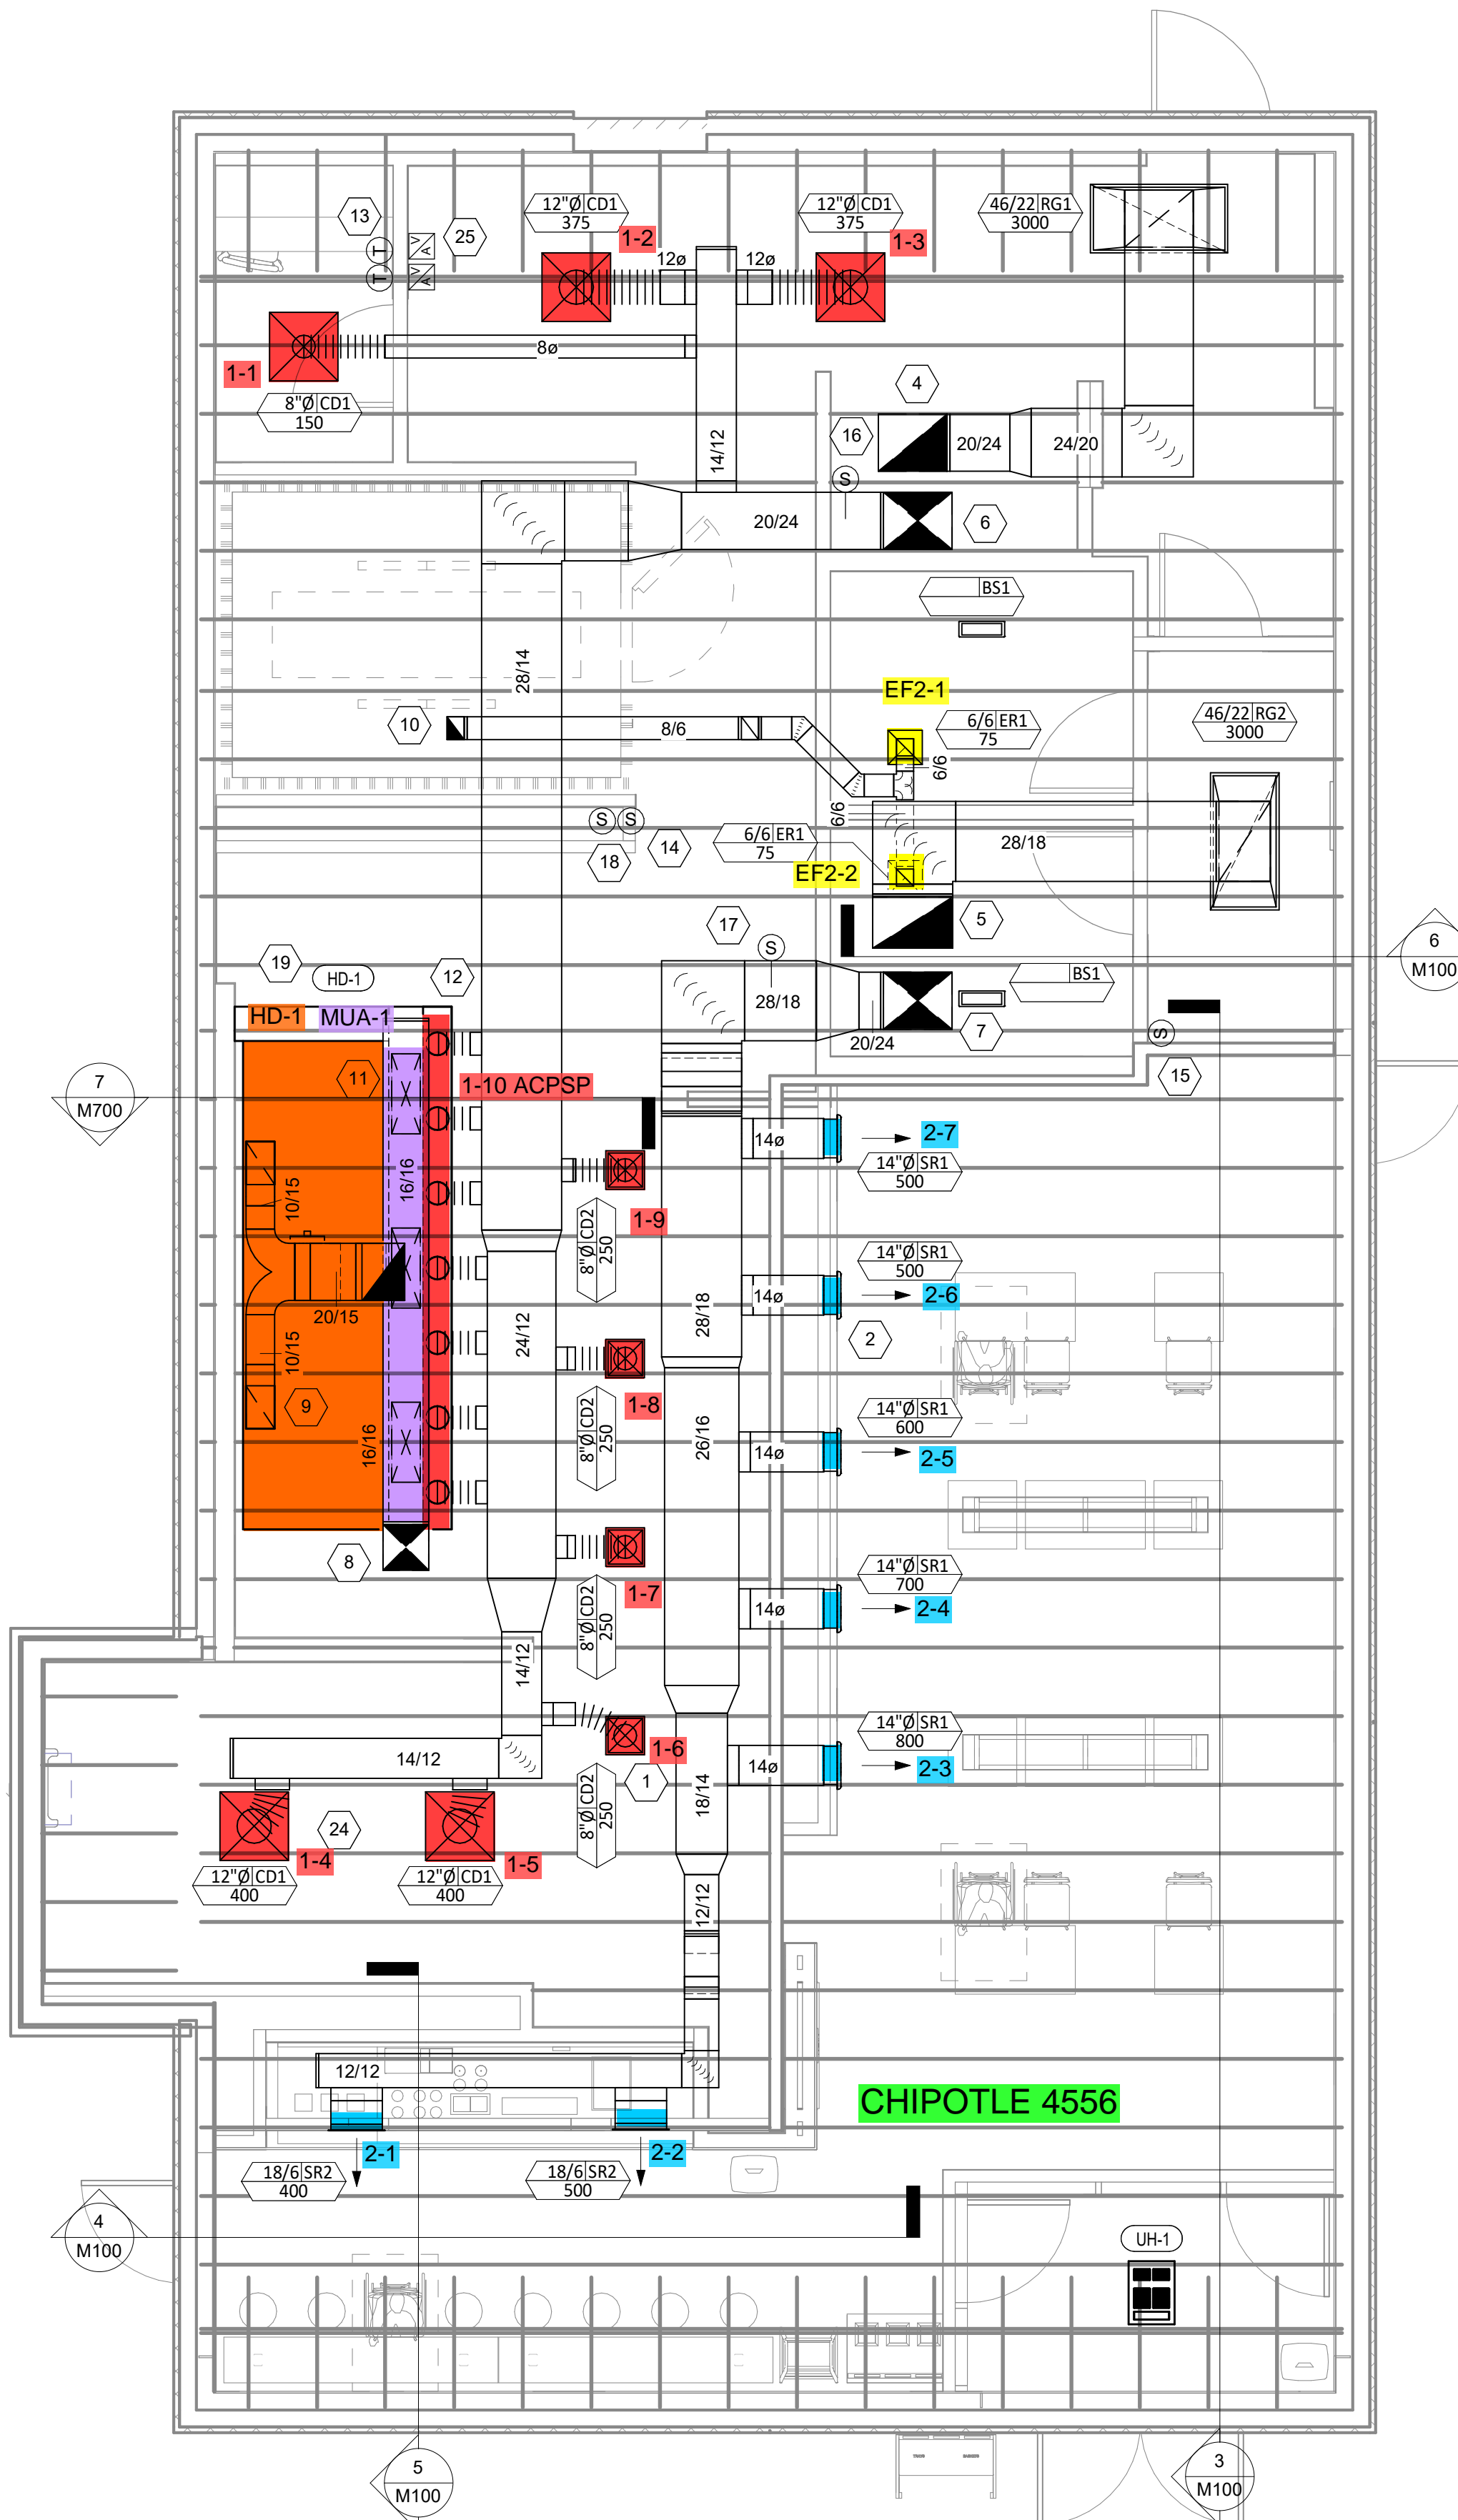 13
25
V
A
V
A
T
T
12"Ø CD1
375
1-2
12ø
12ø
12"Ø CD1
375
1-3
46/22 RG1
3000
8ø
1-1
8"Ø CD1
150
4
16
14/12
20/24
24/20
S
20/24
6
BS1
28/14
EF2-1
10
8/6
6/6 ER1
75
46/22 RG2
3000
6/6
6/6
S
S
18
14
6/6 ER1
75
EF2-2
28/18
5
17
S
6
M100
19
HD-1
12
28/18
BS1
7
20/24
S
15
HD-1
MUA-1
11
1-10 ACPSP
7
M700
14ø
2-7
14"Ø SR1
500
10/15
16/16
1-9
8"Ø CD2
250
14"Ø SR1
500
14ø
2-6
20/15
24/12
28/18
2
10/15
9
16/16
1-8
8"Ø CD2
250
26/16
14"Ø SR1
600
14ø
2-5
8
1-7
8"Ø CD2
250
14"Ø SR1
700
14ø
2-4
14/12
14/12
1-6
1
8"Ø CD2
250
18/14
14"Ø SR1
800
14ø
2-3
24
1-4
1-5
12"Ø CD1
400
12"Ø CD1
400
12/12
12/12
CHIPOTLE 4556
2-1
2-2
18/6 SR2
400
18/6 SR2
500
4
M100
UH-1
5
M100
3
M100